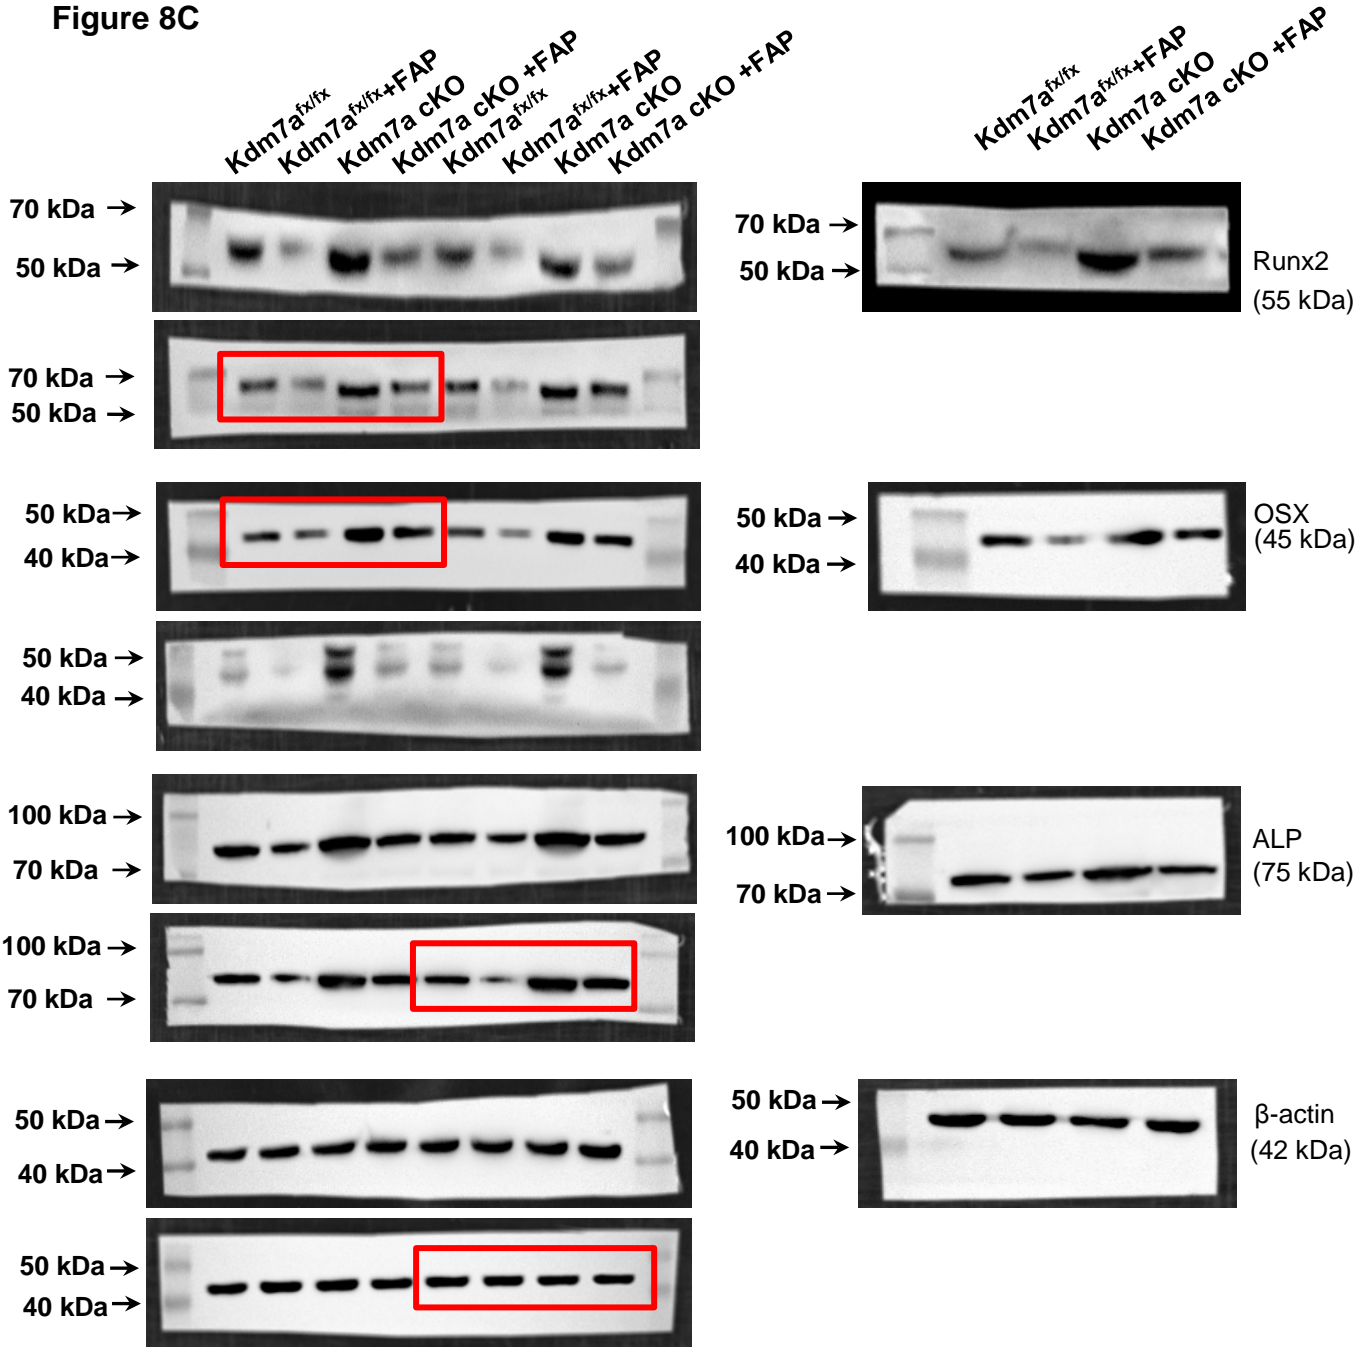 Figure 8C
Kdm7afx/fx
Kdm7afx/fx+FAP
Kdm7a cKO
Kdm7a cKO +FAP
Kdm7afx/fx
Kdm7afx/fx+FAP
Kdm7a cKO
Kdm7a cKO +FAP
Kdm7afx/fx
Kdm7afx/fx+FAP
Kdm7a cKO
Kdm7a cKO +FAP
70 kDa
50 kDa
70 kDa
50 kDa
Runx2
(55 kDa)
70 kDa
50 kDa
50 kDa
40 kDa
50 kDa
40 kDa
OSX
(45 kDa)
50 kDa
40 kDa
100 kDa
70 kDa
100 kDa
70 kDa
ALP
(75 kDa)
100 kDa
70 kDa
50 kDa
40 kDa
50 kDa
40 kDa
β-actin
(42 kDa)
50 kDa
40 kDa